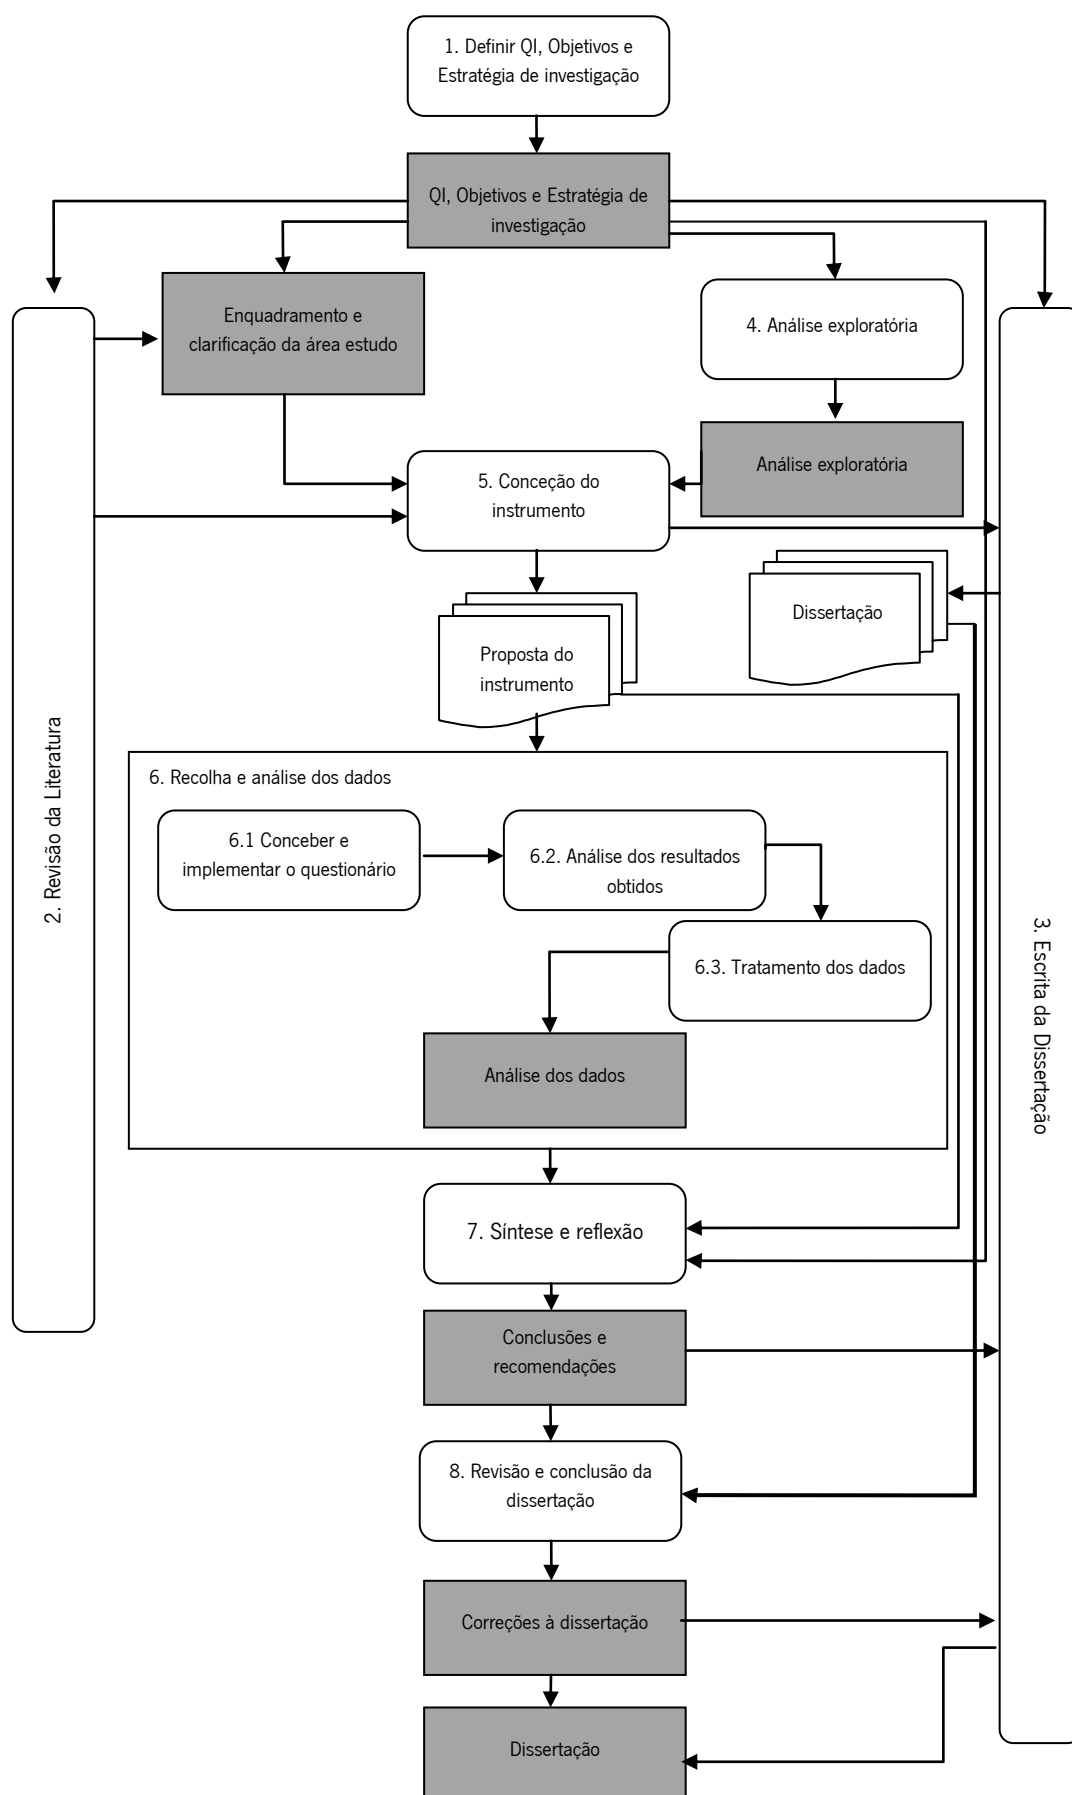 1. Definir QI, Objetivos e
Estratégia de investigação
QI, Objetivos e Estratégia de
investigação
Enquadramento e
clarificação da área estudo
4. Análise exploratória
Análise exploratória
5. Conceção do
instrumento
Dissertação
Proposta do
instrumento
2. Revisão da Literatura
6. Recolha e análise dos dados
6.1 Conceber e
implementar o questionário
6.2. Análise dos resultados
obtidos
6.3. Tratamento dos dados
Análise dos dados
3. Escrita da Dissertação
7. Síntese e reflexão
Conclusões e
recomendações
8. Revisão e conclusão da
dissertação
Correções à dissertação
Dissertação